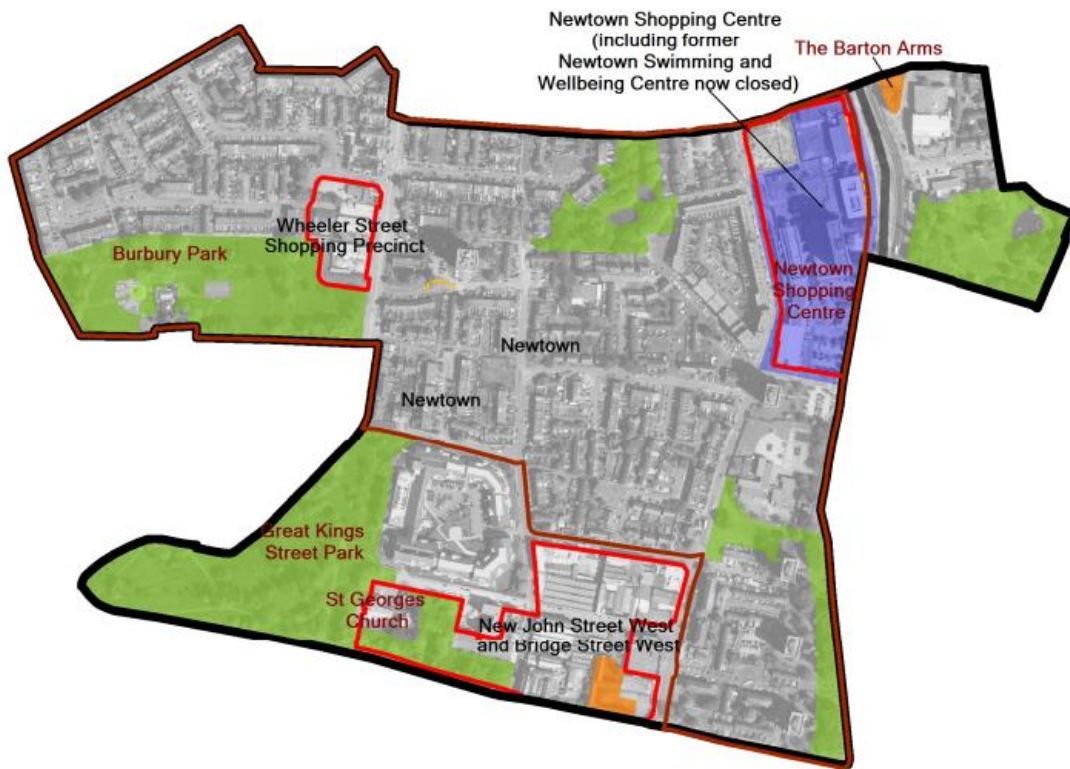 Newtown Shopping Centre
(including former
Newtown Swimming and
Wellbeing Centre now closed)
The Barton Arms
Wheeler Street
Shopping Precinct
Burbury Park
Newtown
Shopping
Centre
Newtown
Newtown
Great Kings
Street Park
St Georges
Church
New John Street West
and Bridge Street West